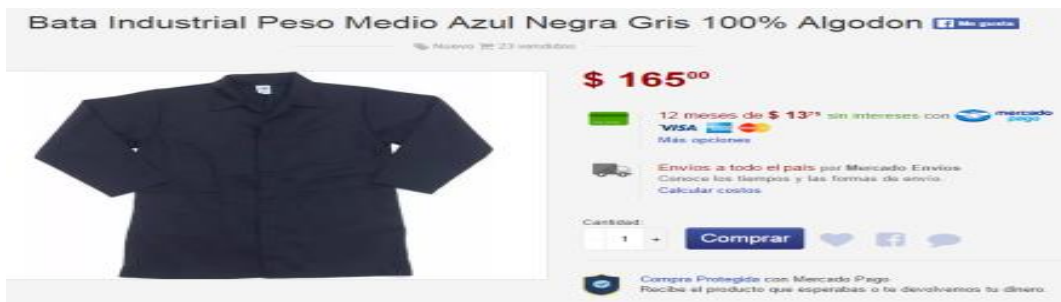 Bata Industrial Peso Medio Azul Negra Gris 100% Algodon Me gusta
Nuevo 23 vendidos
$ 165⁰⁰
12 meses de $ 13⁷⁵ sin intereses con mercado pago
VISA
Más opciones
Envíos a todo el país por Mercado Envíos
Conoce los tiempos y las formas de envío.
Calcular costos
Cantidad:
1 + Comprar
Compra Protegida con Mercado Pago
Recibe el producto que esperabas o te devolvemos tu dinero